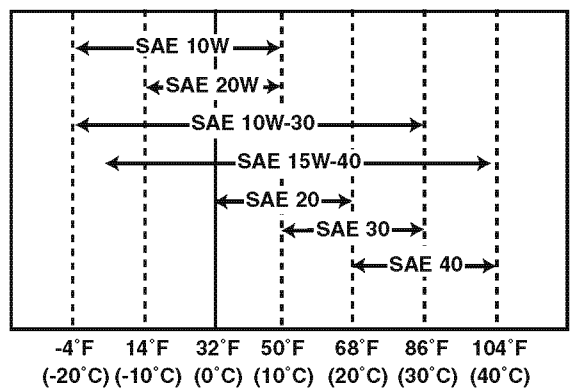 SAE 10W
SAE 20W
SAE 10W-30
SAE 15W-40
SAE 20
SAE 30
SAE 40
-4°F 14°F 32°F 50°F 68°F 86°F 104°F
(-20°C) (-10°C) (0°C) (10°C) (20°C) (30°C) (40°C)